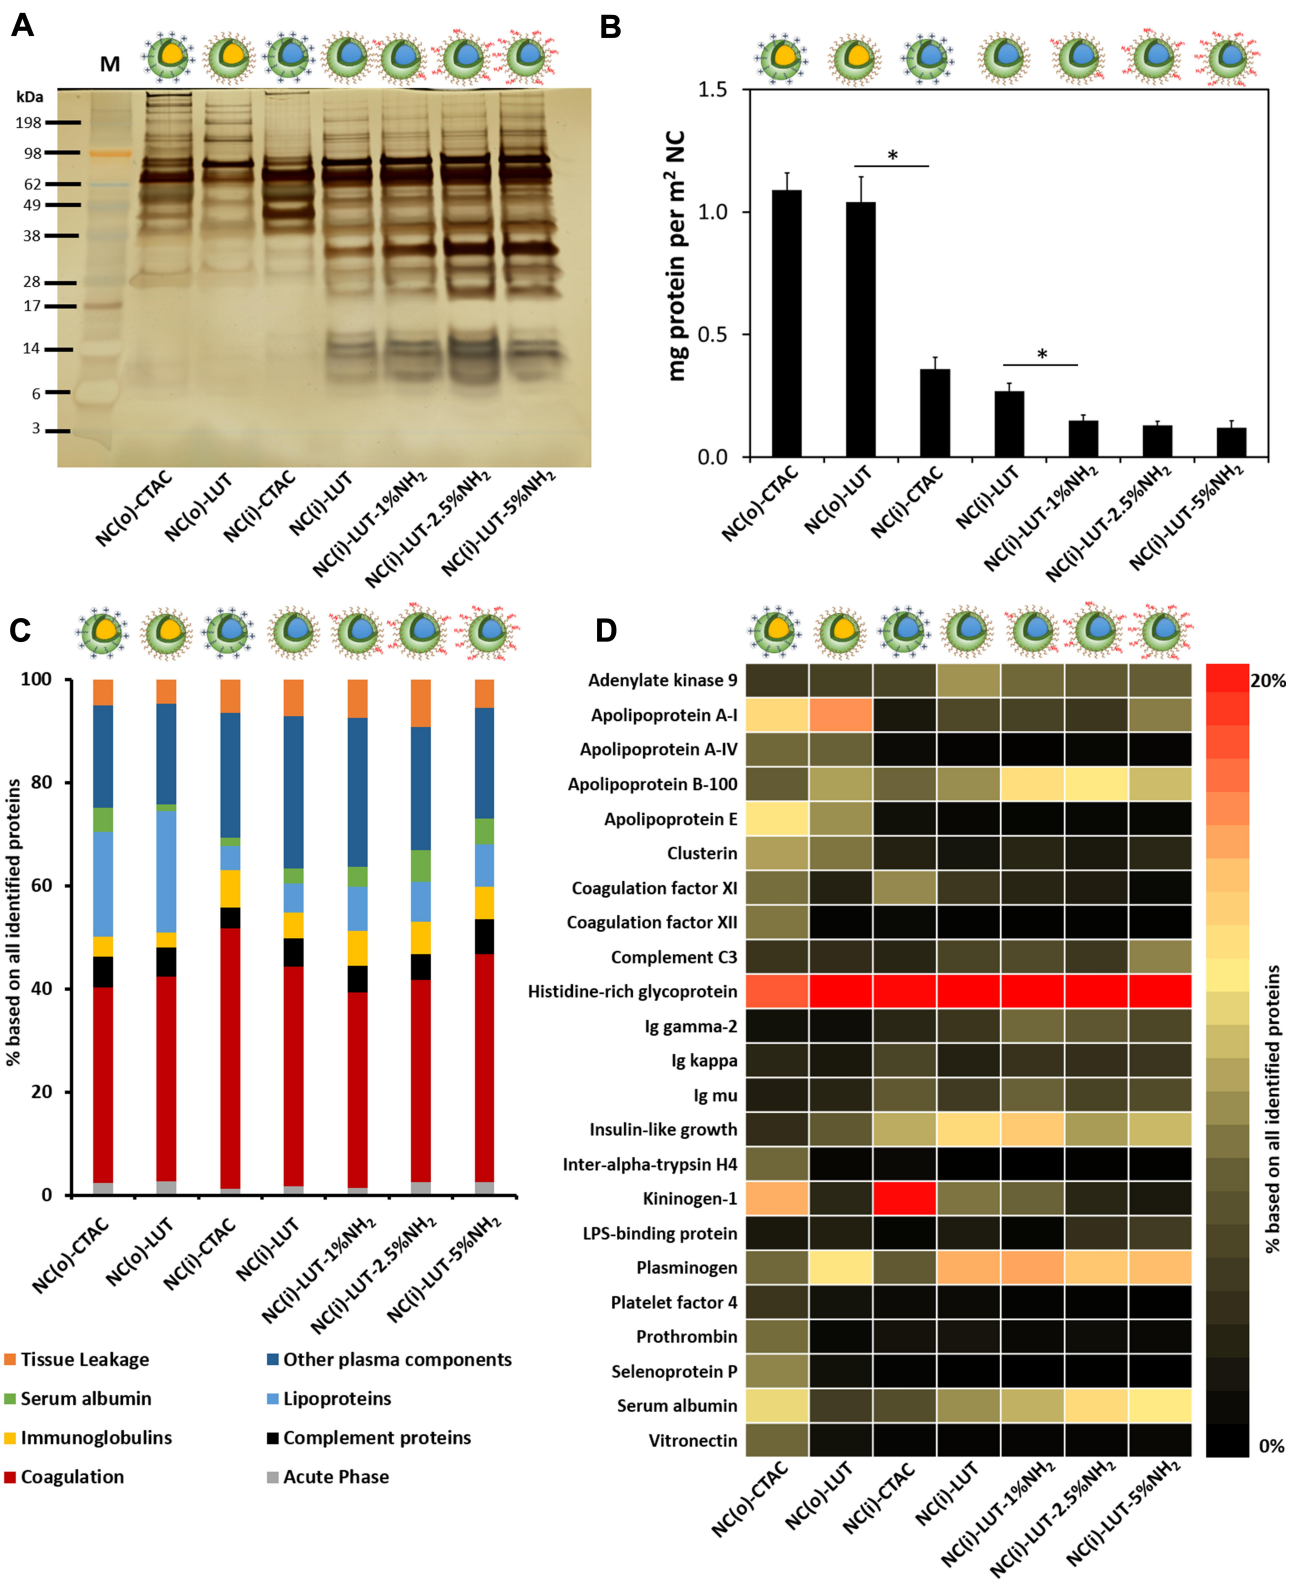 A
M
kDa
198
98
62
49
38
28
17
14
6
3
NC(o)-CTAC
NC(o)-LUT
NC(i)-CTAC
NC(i)-LUT
NC(i)-LUT-1%NH2
NC(i)-LUT-2.5%NH2
NC(i)-LUT-5%NH2
B
mg protein per m2 NC
1.5
1.0
0.5
0.0
*
*
NC(o)-CTAC
NC(o)-LUT
NC(i)-CTAC
NC(i)-LUT
NC(i)-LUT-1%NH2
NC(i)-LUT-2.5%NH2
NC(i)-LUT-5%NH2
C
% based on all identified proteins
100
80
60
40
20
0
NC(o)-CTAC
NC(o)-LUT
NC(i)-CTAC
NC(i)-LUT
NC(i)-LUT-1%NH2
NC(i)-LUT-2.5%NH2
NC(i)-LUT-5%NH2
Tissue Leakage
Other plasma components
Serum albumin
Lipoproteins
Immunoglobulins
Complement proteins
Coagulation
Acute Phase
D
Adenylate kinase 9
Apolipoprotein A-I
Apolipoprotein A-IV
Apolipoprotein B-100
Apolipoprotein E
Clusterin
Coagulation factor XI
Coagulation factor XII
Complement C3
Histidine-rich glycoprotein
Ig gamma-2
Ig kappa
Ig mu
Insulin-like growth
Inter-alpha-trypsin H4
Kininogen-1
LPS-binding protein
Plasminogen
Platelet factor 4
Prothrombin
Selenoprotein P
Serum albumin
Vitronectin
NC(o)-CTAC
NC(o)-LUT
NC(i)-CTAC
NC(i)-LUT
NC(i)-LUT-1%NH2
NC(i)-LUT-2.5%NH2
NC(i)-LUT-5%NH2
20%
0%
% based on all identified proteins